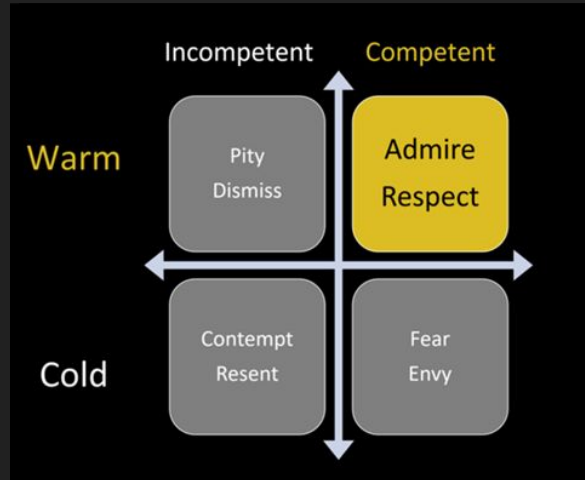 Incompetent Competent
Warm
Pity
Dismiss
Admire
Respect
Cold
Contempt
Resent
Fear
Envy